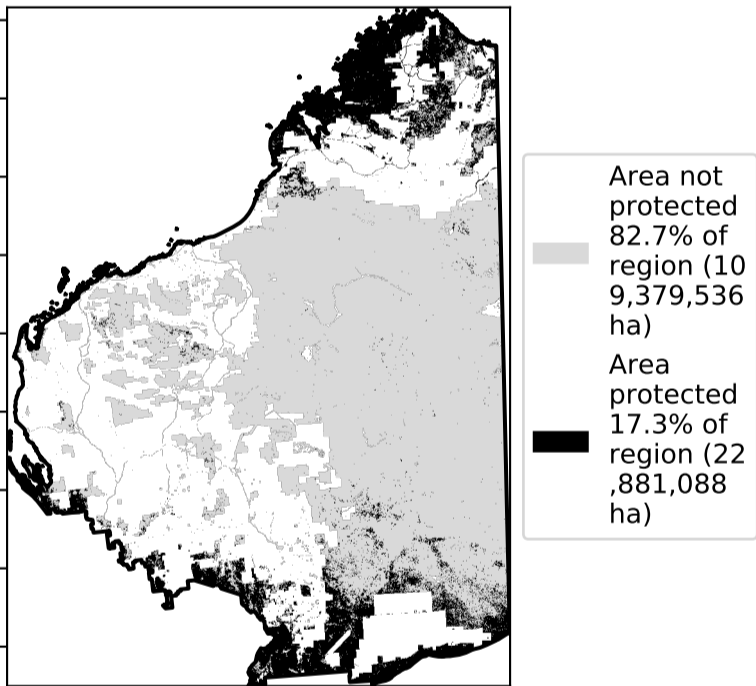 Area not
protected
82.7% of
region (10
9,379,536
ha)
Area
protected
17.3% of
region (22
,881,088
ha)